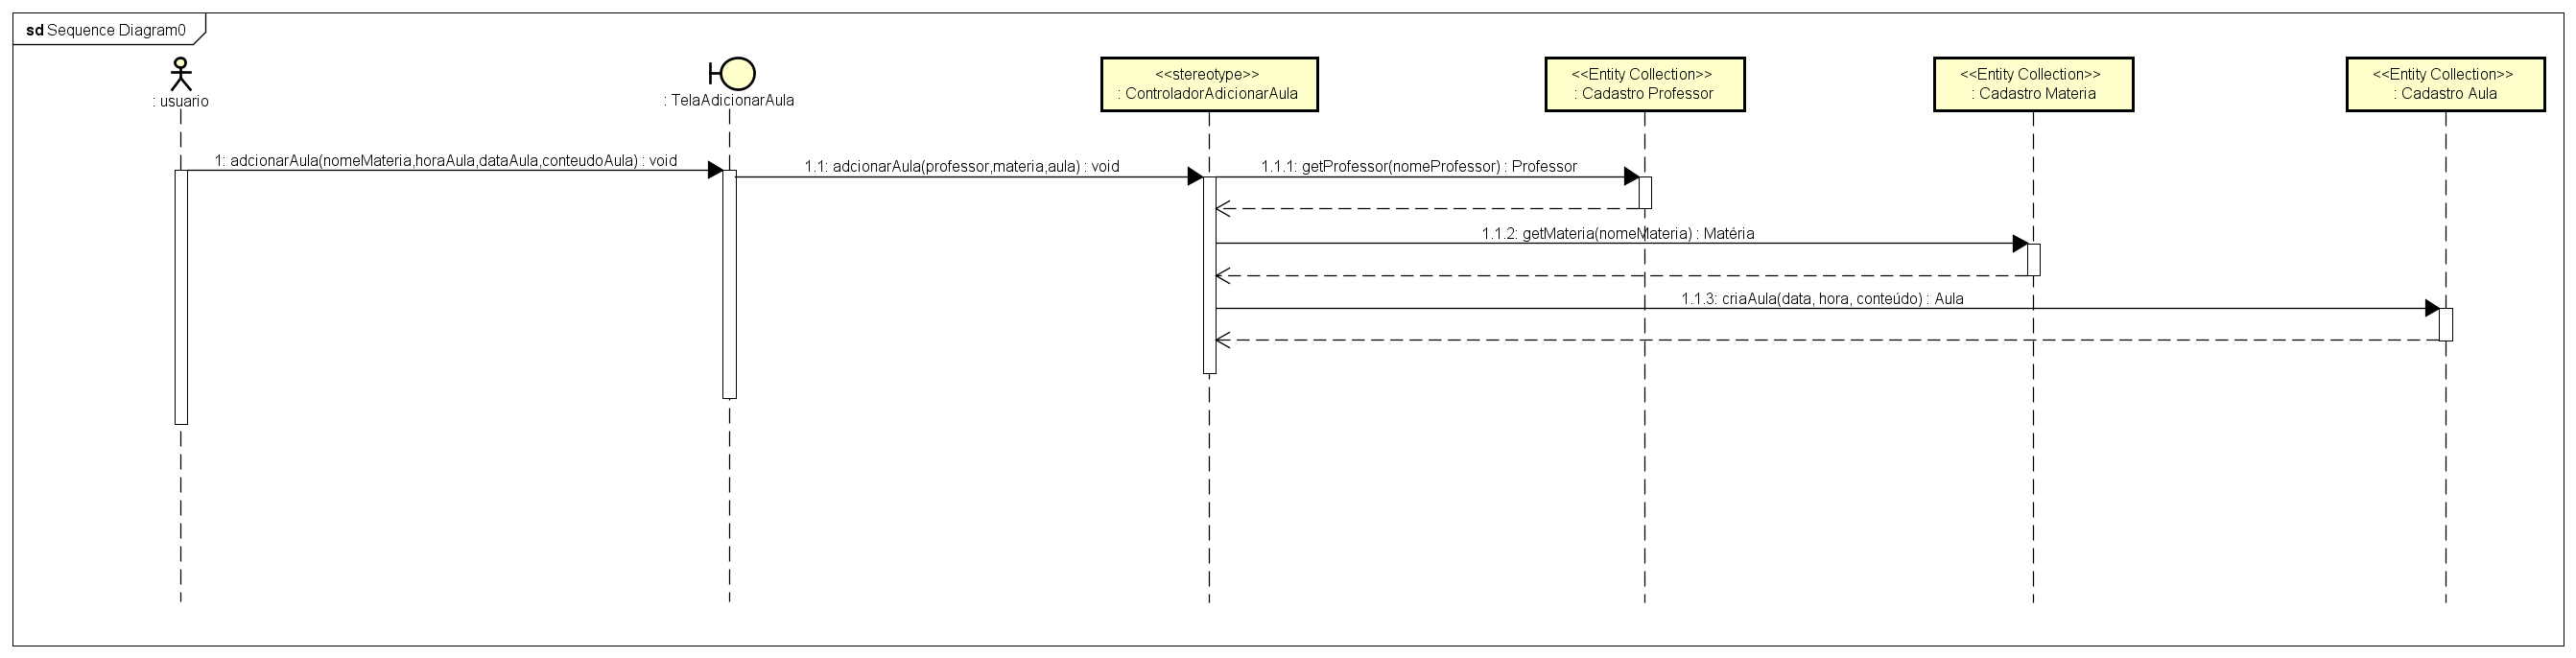 sd Sequence Diagram0
: usuario
: TelaAdicionarAula
<<stereotype>>
: ControladorAdicionarAula
<<Entity Collection>>
: Cadastro Professor
<<Entity Collection>>
: Cadastro Materia
<<Entity Collection>>
: Cadastro Aula
1: adcionarAula(nomeMateria,horaAula,dataAula,conteudoAula) : void
1.1: adcionarAula(professor,materia,aula) : void
1.1.1: getProfessor(nomeProfessor) : Professor
1.1.2: getMateria(nomeMateria) : Matéria
1.1.3: criaAula(data, hora, conteúdo) : Aula